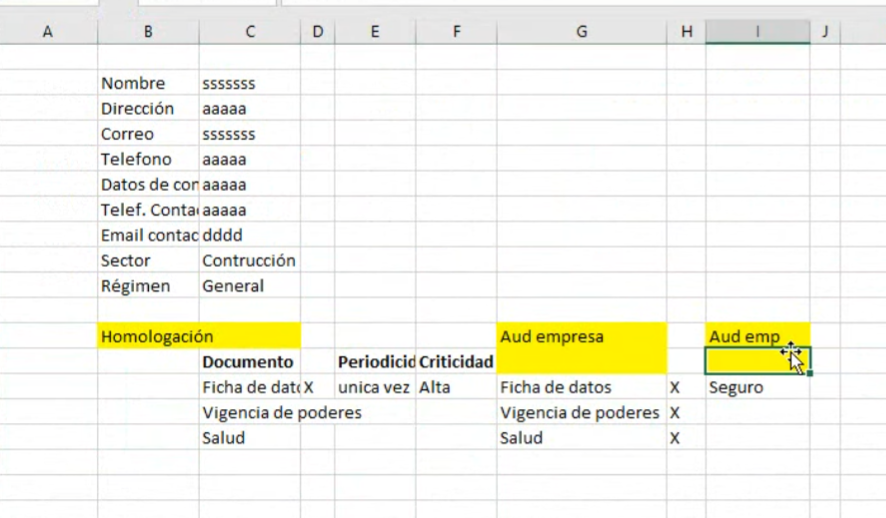 A B C D E F G H I J
Nombre sssssss
Dirección aaaaa
Correo sssssss
Telefono aaaaa
Datos de con aaaaa
Telef. Conta aaaaa
Email contac dddd
Sector Contrucción
Régimen General
Homologación Aud empresa Aud emp
Documento Periodicid Criticidad
Ficha de dato X unica vez Alta Ficha de datos X Seguro
Vigencia de poderes Vigencia de poderes X
Salud Salud X